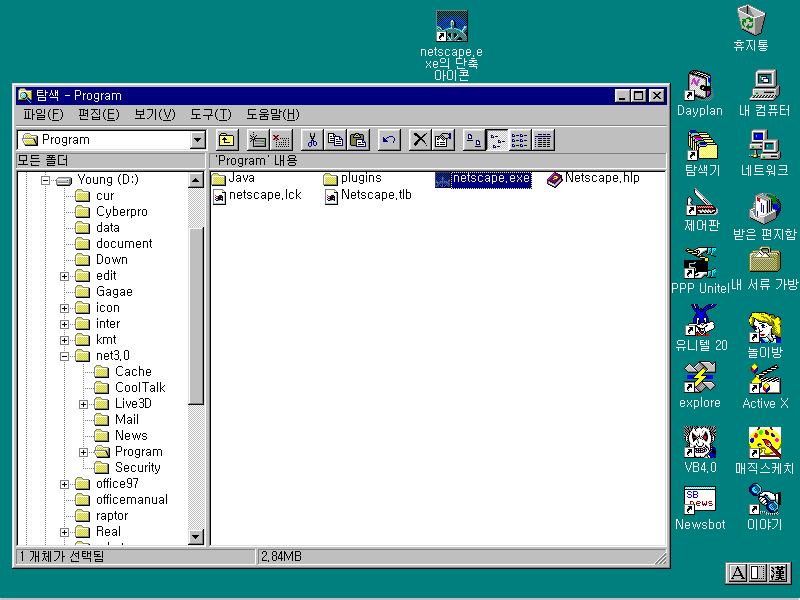 netscape.e
xe의 단축
아이콘
휴지통
탐색 - Program
파일(F) 편집(E) 보기(V) 도구(T) 도움말(H)
Program
모든 폴더
'Program' 내용
Young (D:)
cur
Cyberpro
data
document
Down
edit
Gagae
icon
inter
kmt
net3.0
Cache
CoolTalk
Live3D
Mail
News
Program
Security
office97
officemanual
raptor
Real
Java
plugins
netscape.exe
Netscape.hlp
netscape.lck
Netscape.tlb
1 개체가 선택됨
2.84MB
Dayplan
내 컴퓨터
탐색기
네트워크
제어판
받은 편지함
PPP Unitel
내 서류 가방
유니텔 20
놀이방
explore
Active X
VB4.0
매직스케치
SB
news
Newsbot
이야기
A
漢